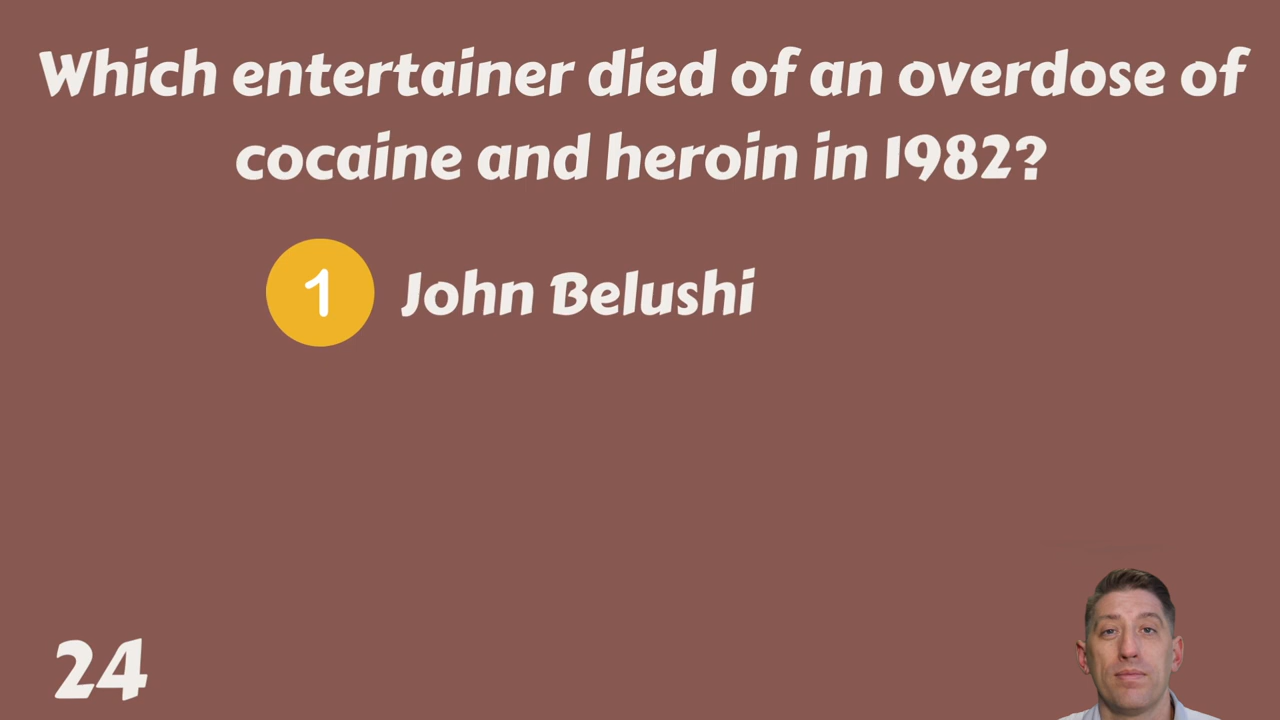 Which entertainer died of an overdose of
cocaine and heroin in 1982?
1 John Belushi
24